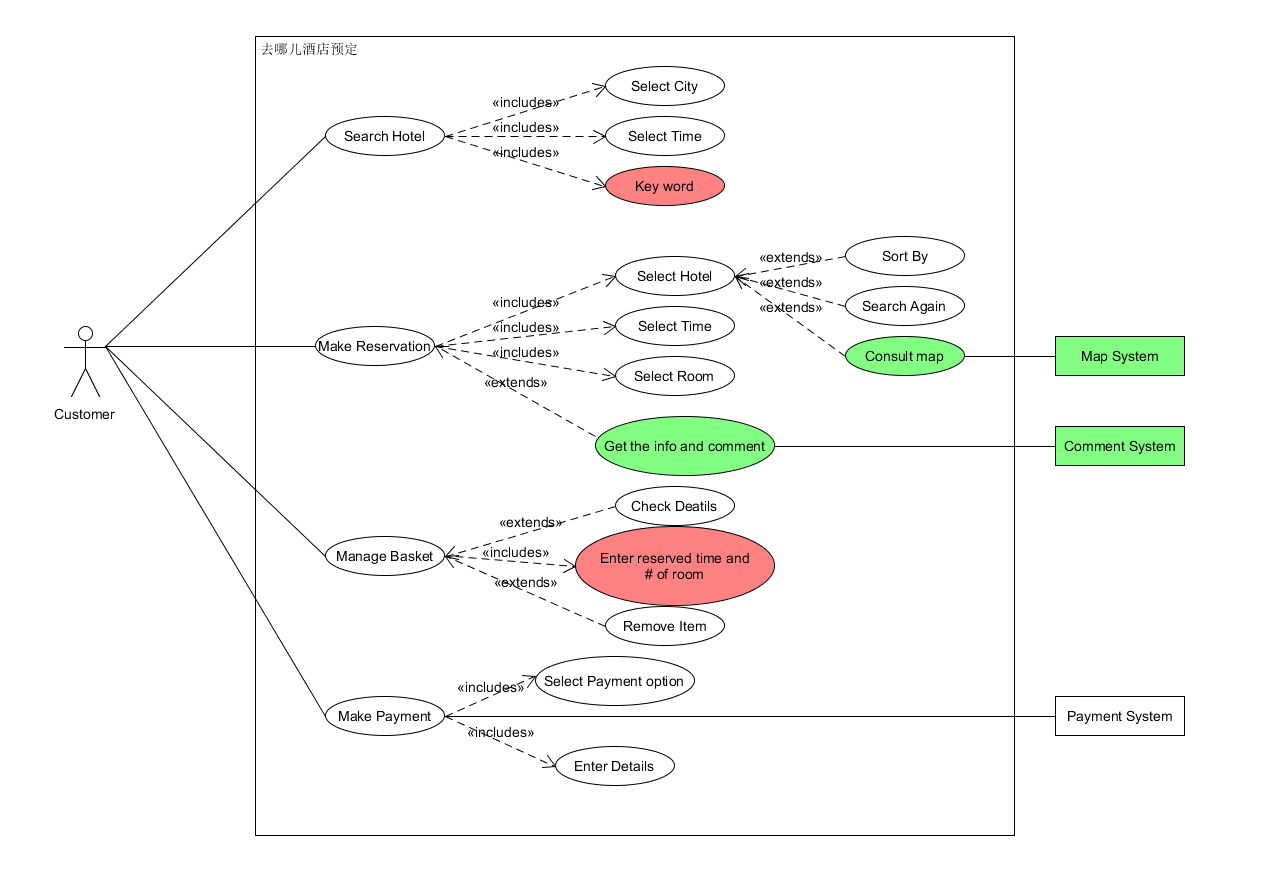 去哪儿酒店预定
Select City
«includes»
Search Hotel
«includes»
Select Time
«includes»
Key word
Sort By
«extends»
Select Hotel
«extends»
Search Again
«includes»
«extends»
Select Time
«includes»
Make Reservation
«includes»
Consult map
Map System
Select Room
«extends»
Customer
Get the info and comment
Comment System
Check Deatils
«extends»
Manage Basket
«includes»
Enter reserved time and
# of room
«extends»
Remove Item
Select Payment option
«includes»
Make Payment
Payment System
«includes»
Enter Details